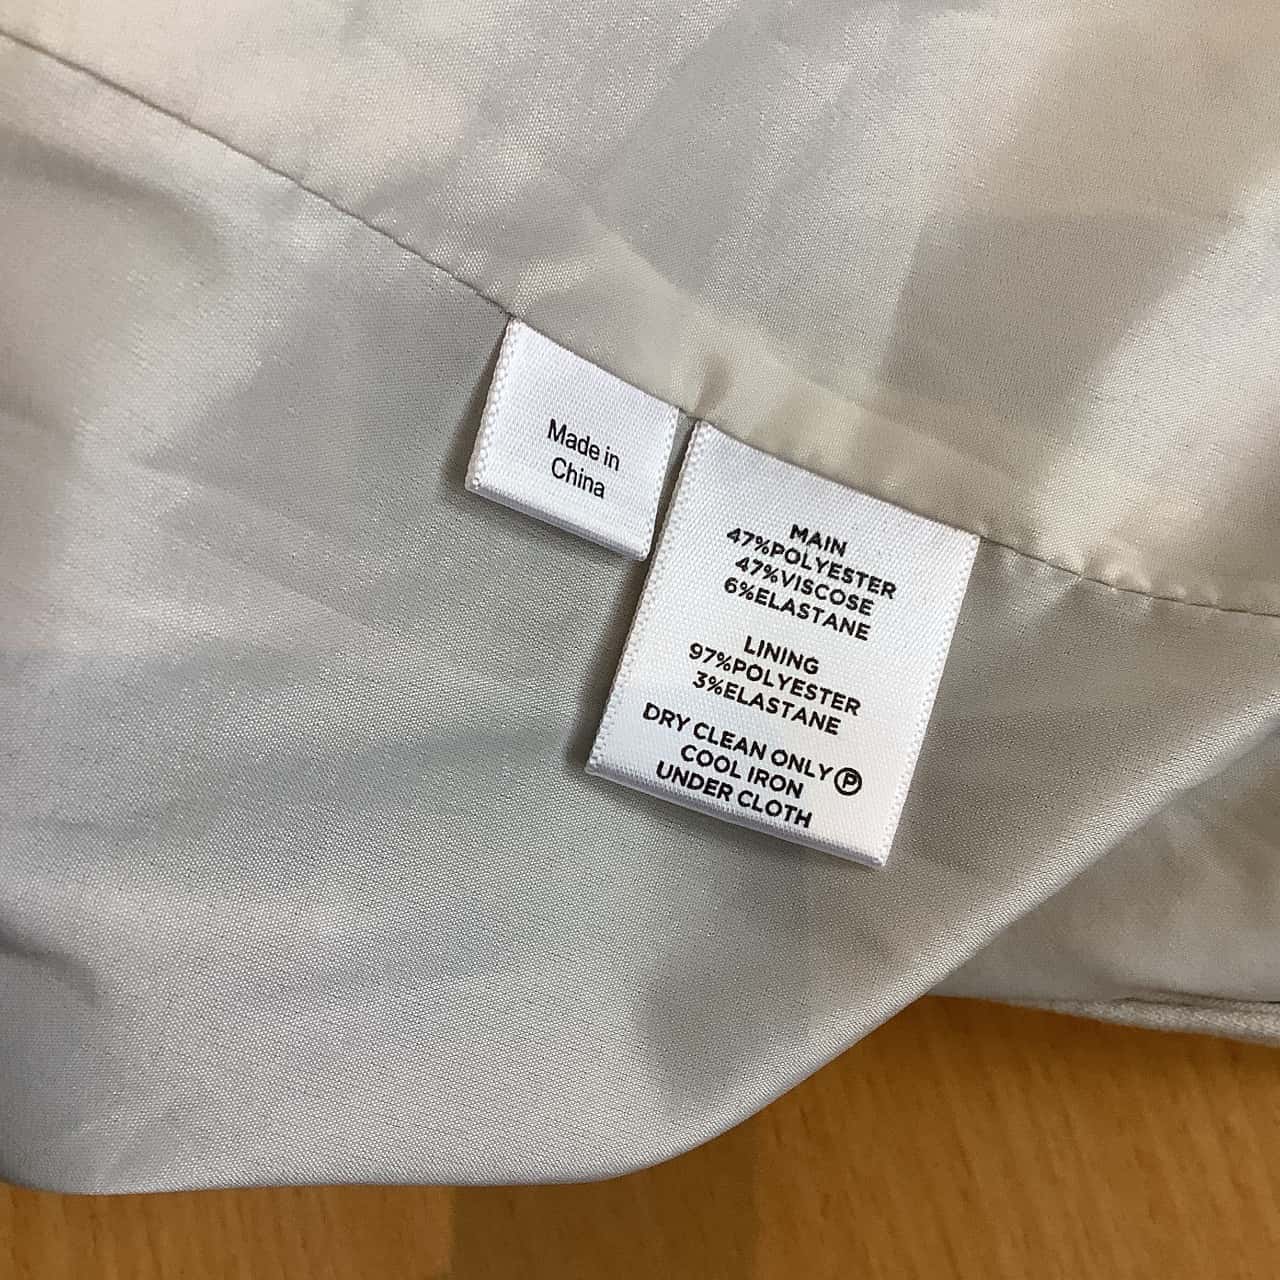 Made in
China
MAIN
47%POLYESTER
47%VISCOSE
6%ELASTANE
LINING
97%POLYESTER
3%ELASTANE
DRY CLEAN ONLY Ⓟ
COOL IRON
UNDER CLOTH